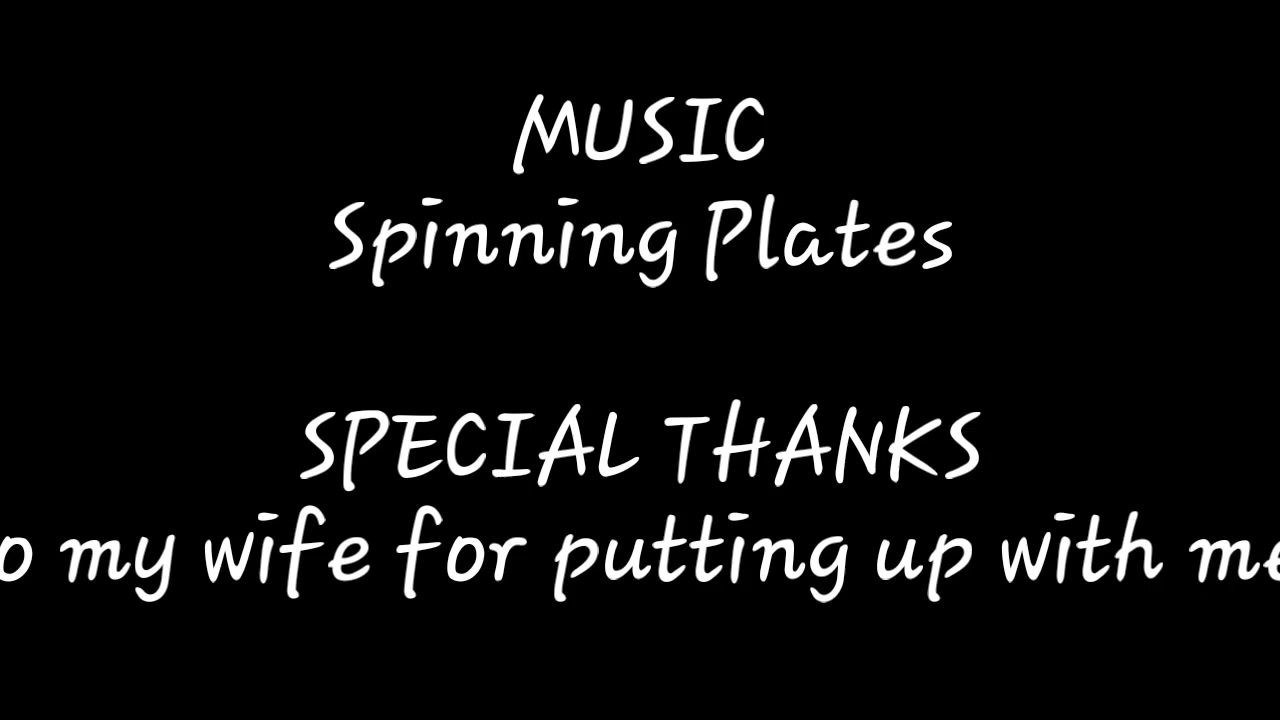 MUSIC
Spinning Plates
SPECIAL THANKS
o my wife for putting up with me